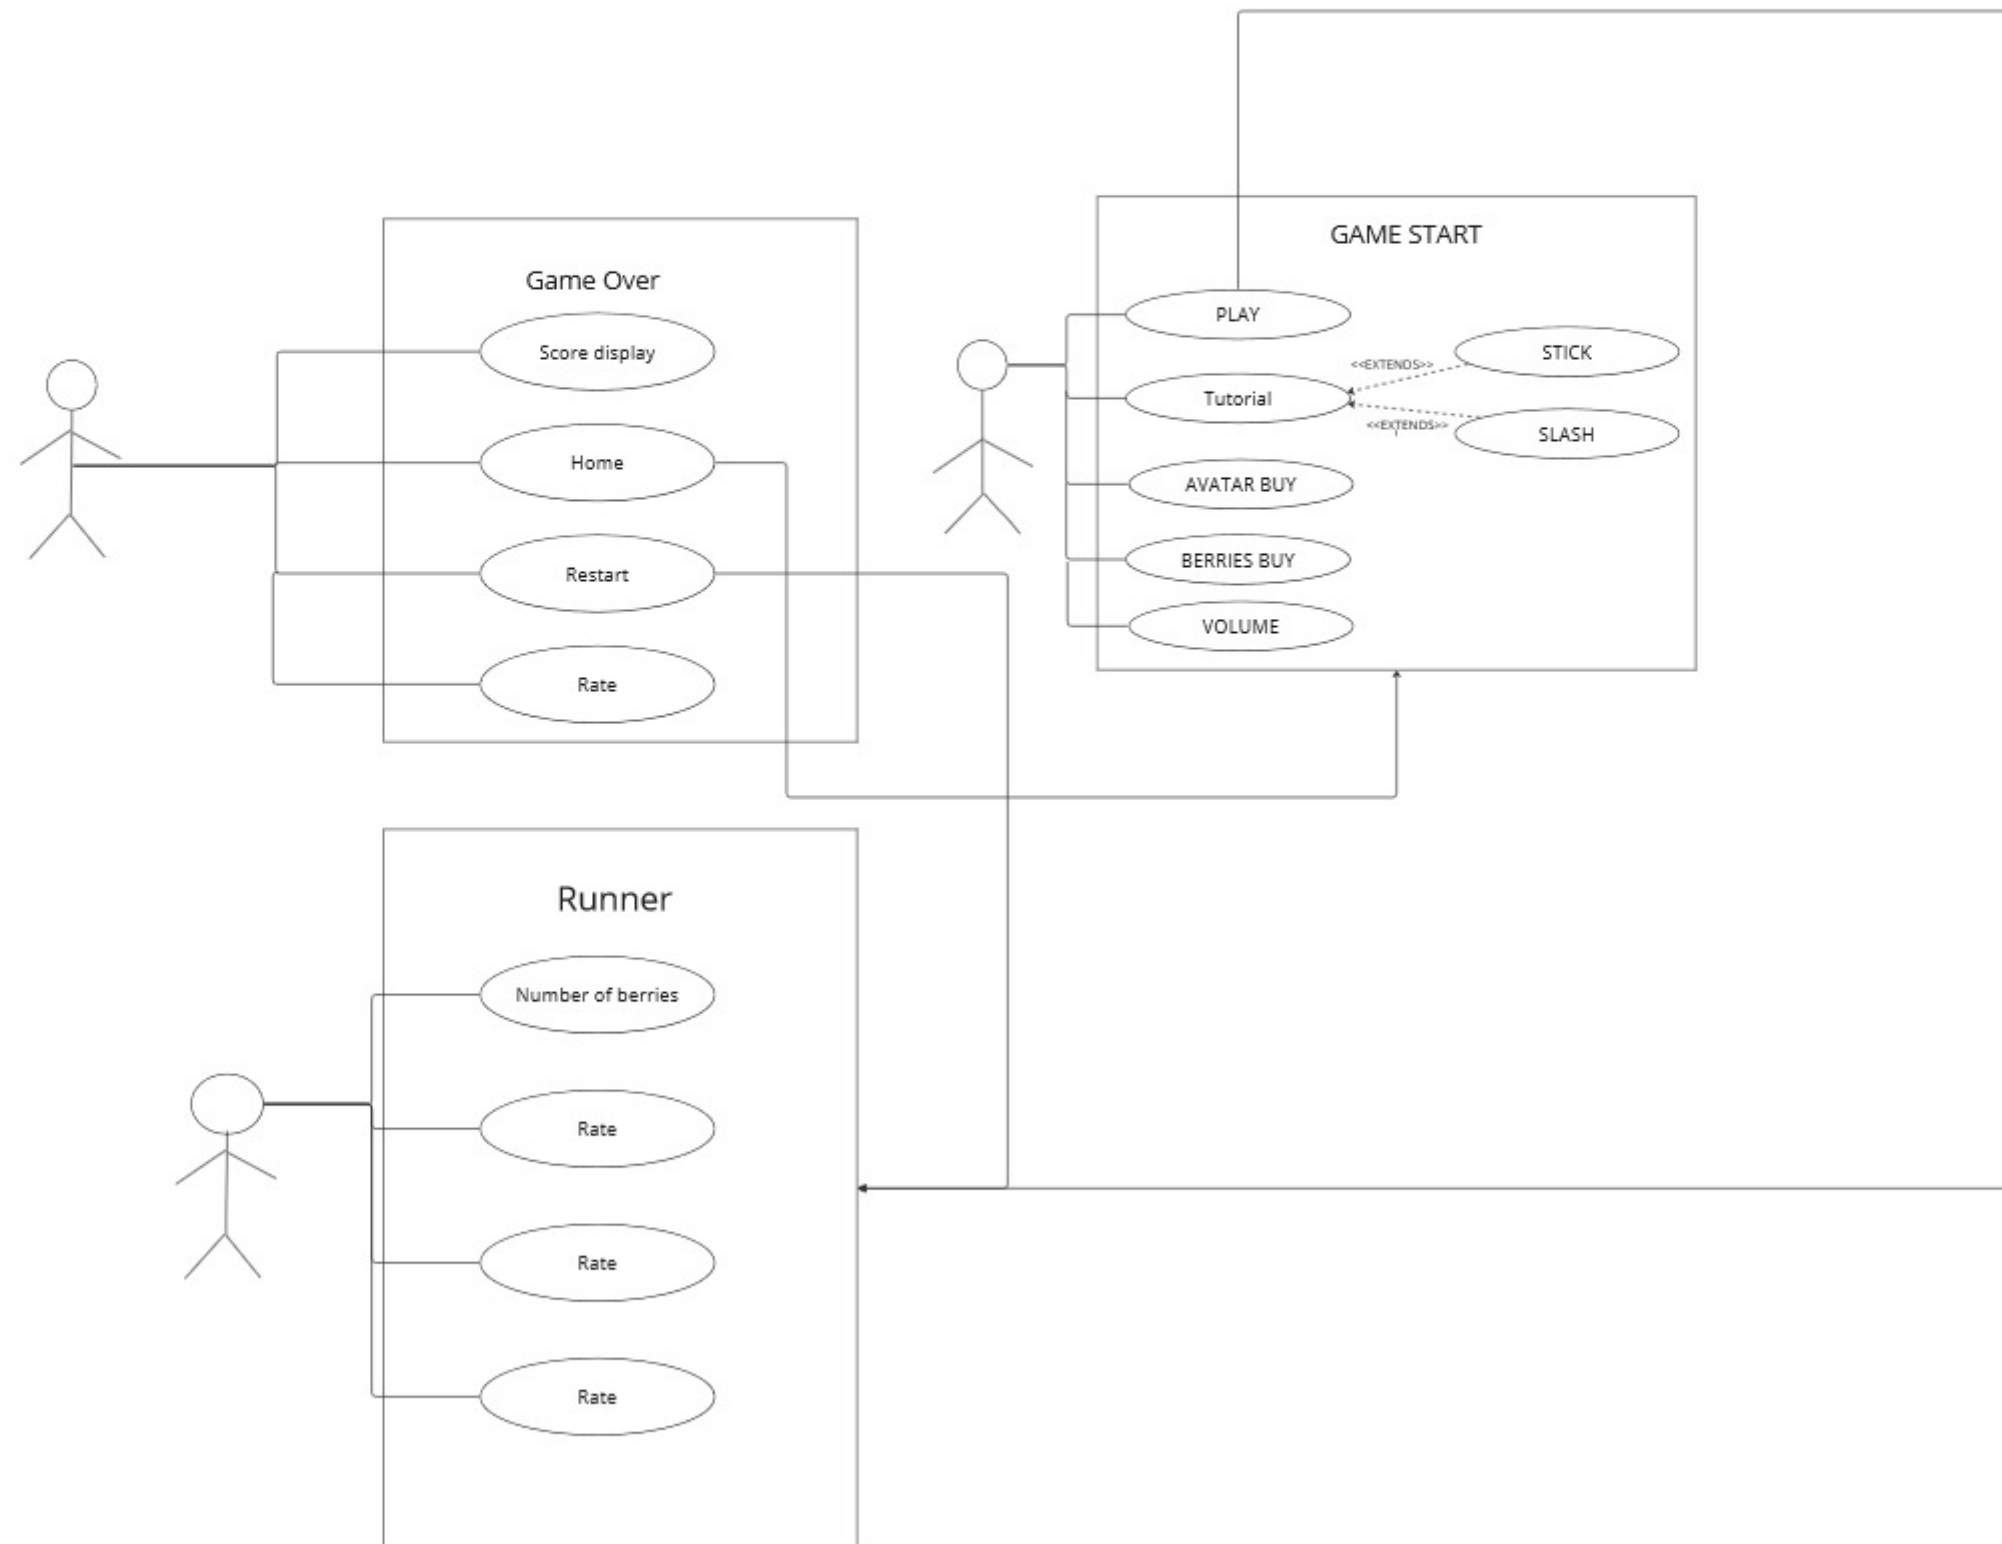 Game Over
Score display
Home
Restart
Rate
GAME START
PLAY
Tutorial
AVATAR BUY
BERRIES BUY
VOLUME
<<EXTENDS>>
<<EXTENDS>>
STICK
SLASH
Runner
Number of berries
Rate
Rate
Rate